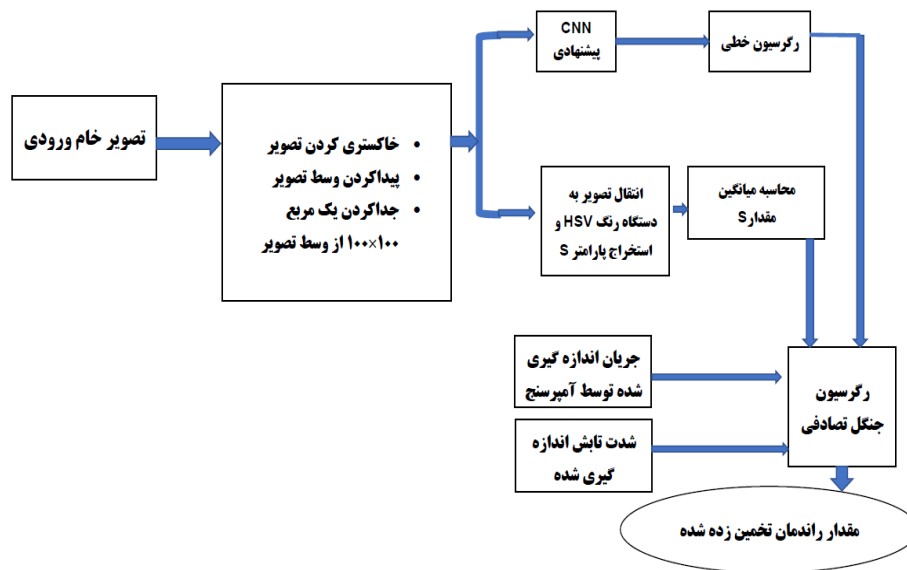 تصویر خام ورودی
• خاکستری کردن تصویر
• پیداکردن وسط تصویر
• جداکردن یک مربع
۱۰۰×۱۰۰ از وسط تصویر
CNN
پیشنهادی
رگرسیون خطی
انتقال تصویر به
دستگاه رنگ HSV و
استخراج پارامتر S
محاسبه میانگین
مقدار S
جریان اندازه گیری
شده توسط آمپرسنج
شدت تابش اندازه
گیری شده
رگرسیون
جنگل تصادفی
مقدار راندمان تخمین زده شده